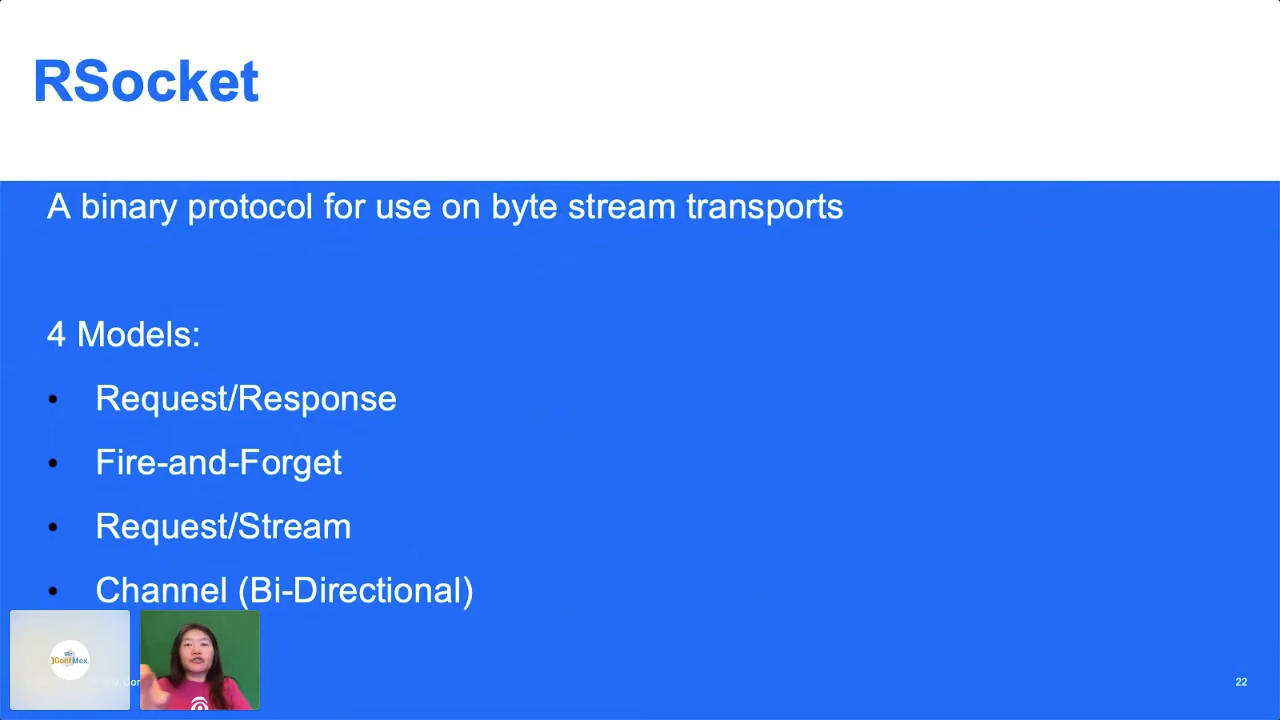 RSocket
A binary protocol for use on byte stream transports
4 Models:
• Request/Response
• Fire-and-Forget
• Request/Stream
• Channel (Bi-Directional)
JConfMex
22